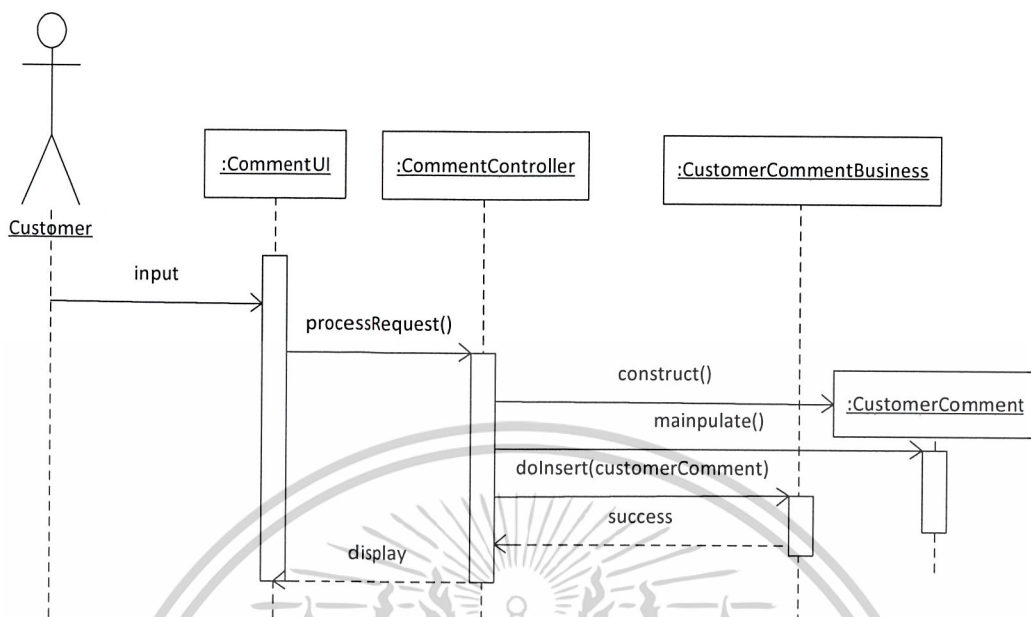 :CommentUI
:CommentController
:CustomerCommentBusiness
Customer
input
processRequest()
construct()
:CustomerComment
mainpulate()
doInsert(customerComment)
success
display